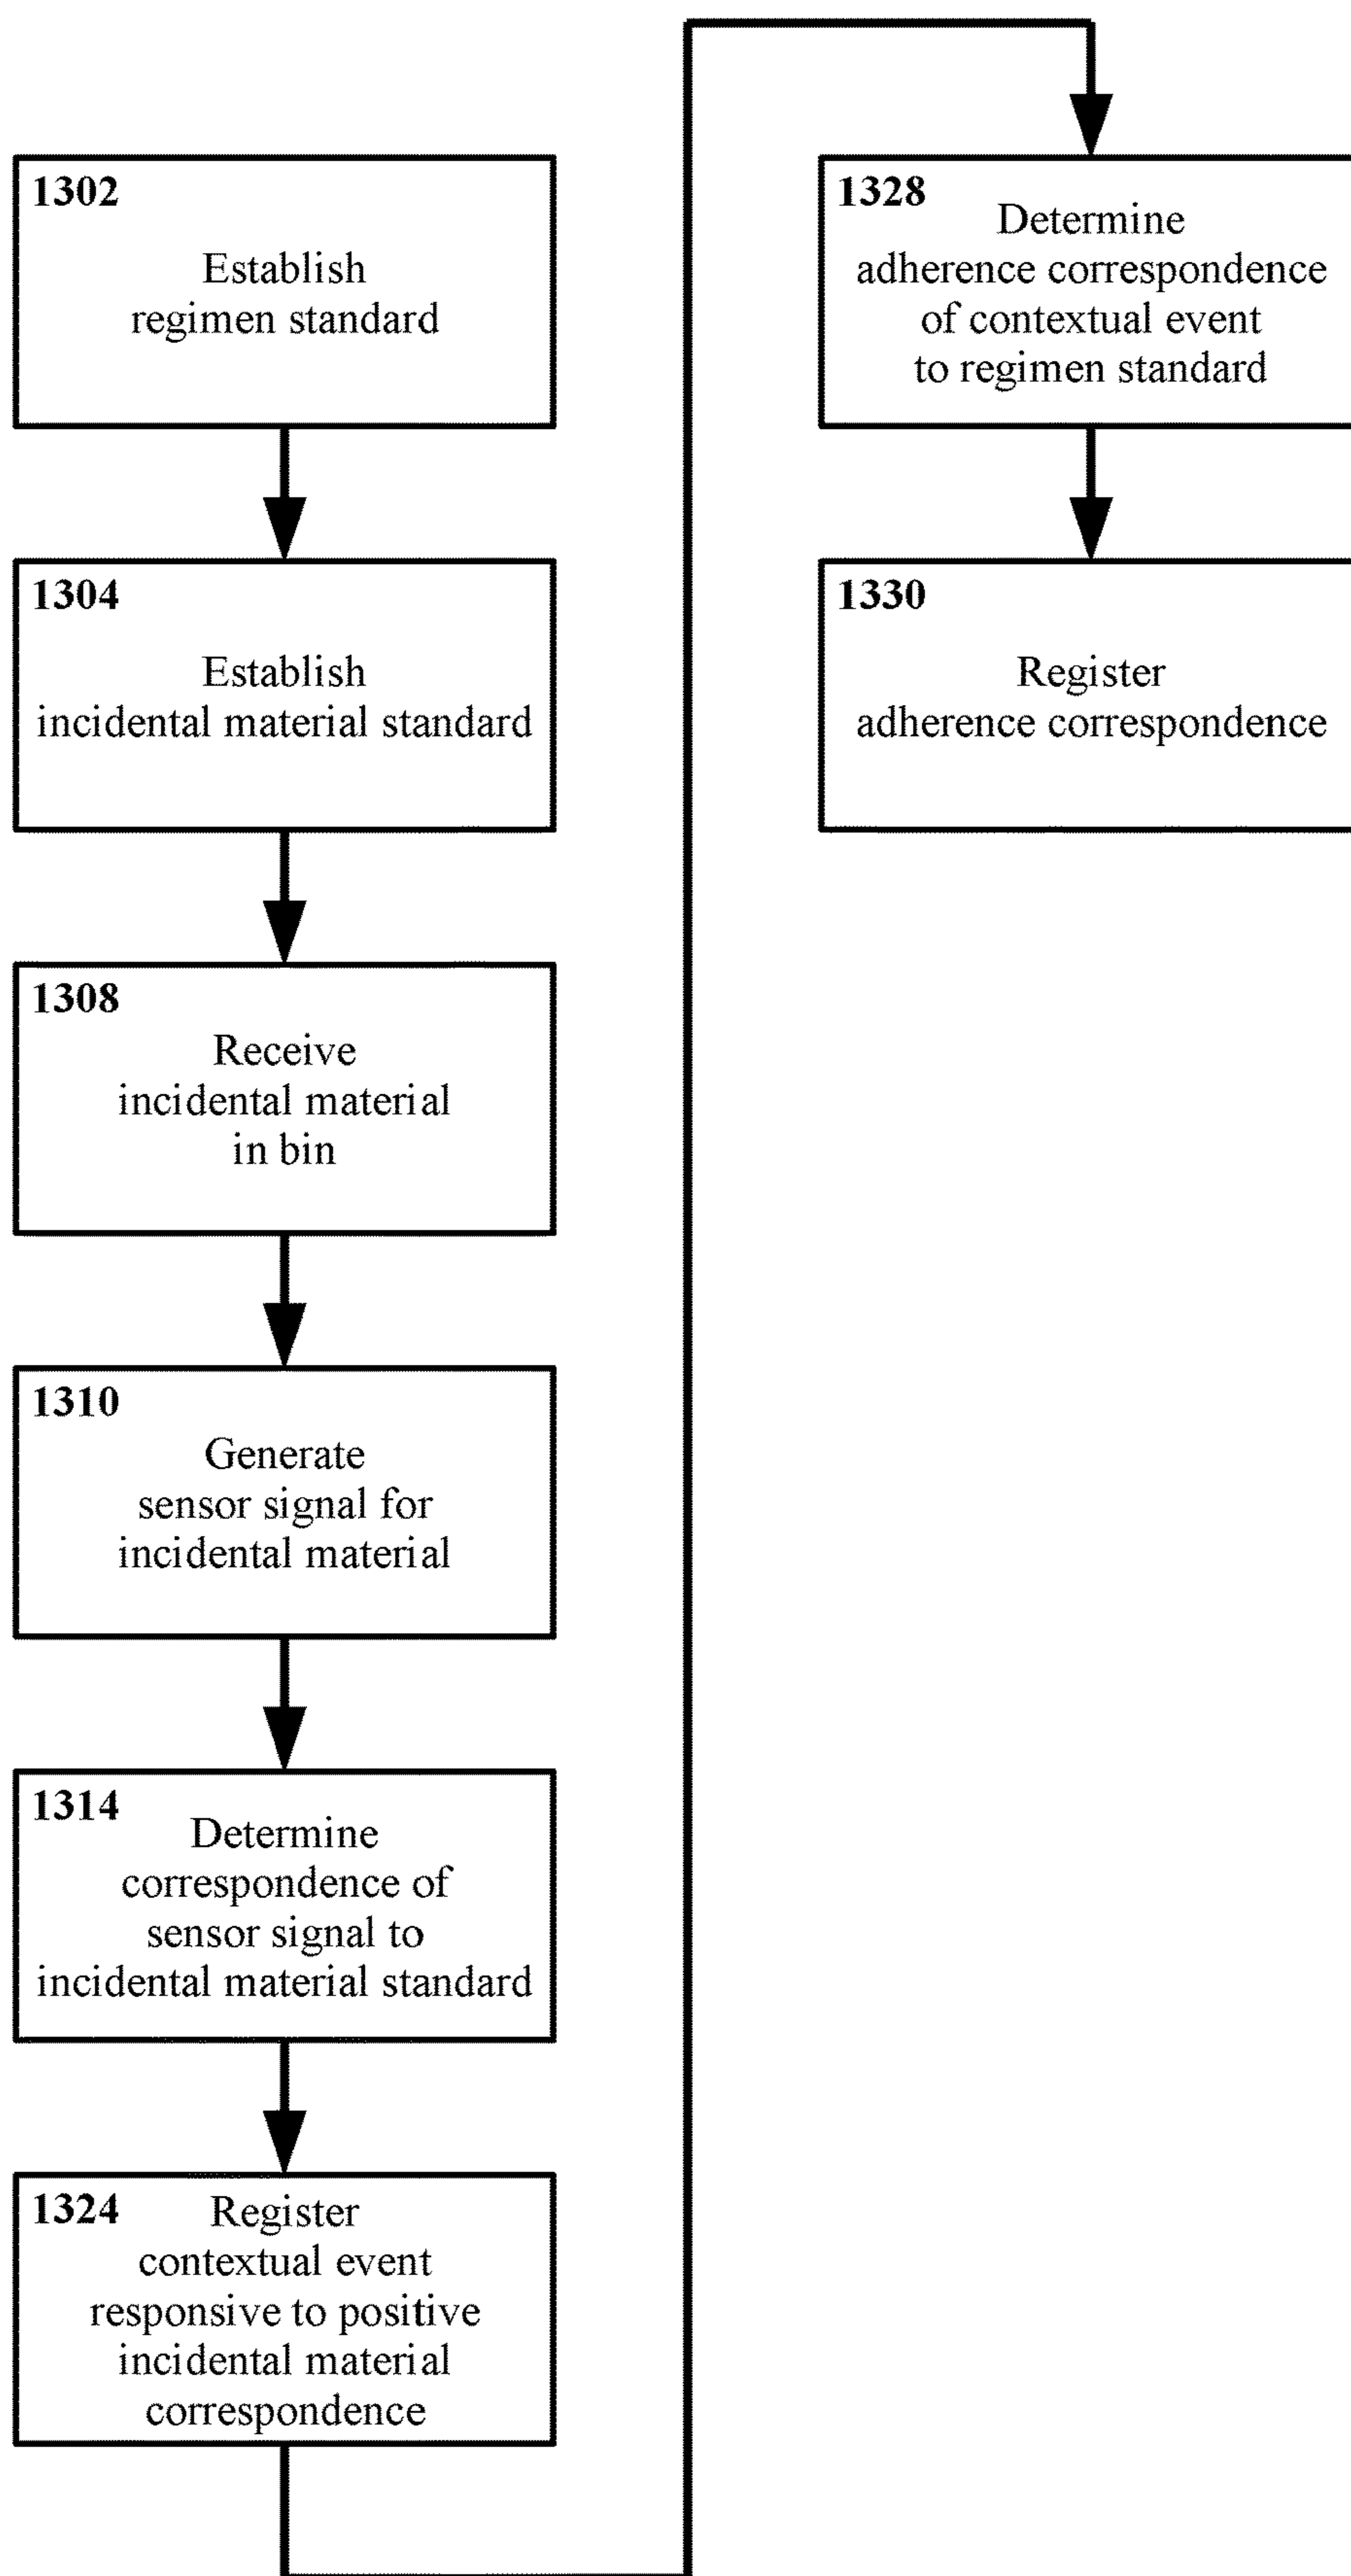 1302
Establish
regimen standard
1304
Establish
incidental material standard
1308
Receive
incidental material
in bin
1310
Generate
sensor signal for
incidental material
1314
Determine
correspondence of
sensor signal to
incidental material standard
1324 Register
contextual event
responsive to positive
incidental material
correspondence
1328
Determine
adherence correspondence
of contextual event
to regimen standard
1330
Register
adherence correspondence